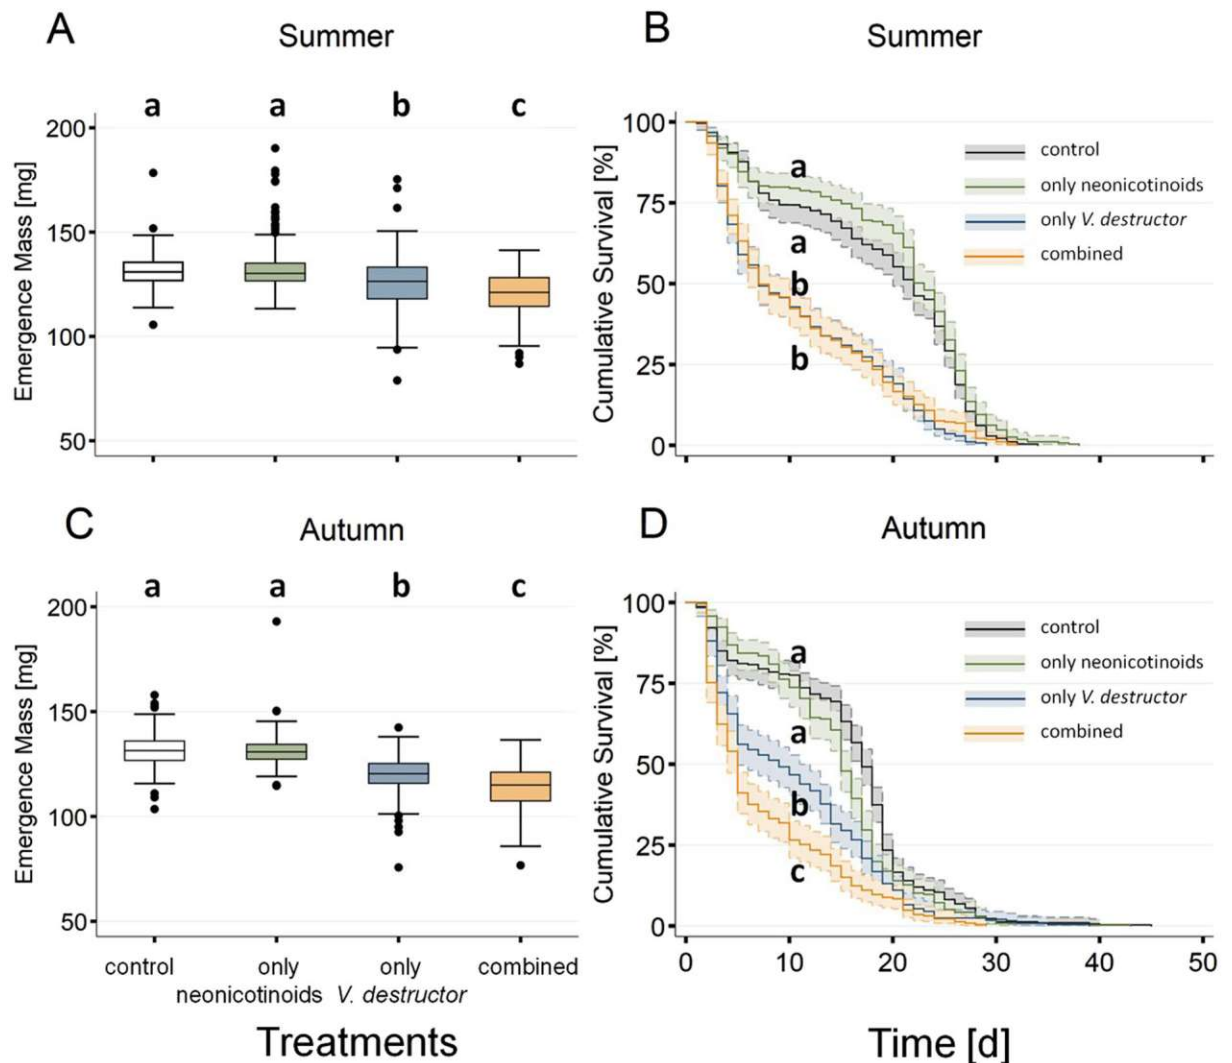 A
Summer
a a b c
200
150
100
50
Emergence Mass [mg]
B
Summer
100
75
50
25
0
Cumulative Survival [%]
a
a
b
b
control
only neonicotinoids
only V. destructor
combined
C
Autumn
a a b c
200
150
100
50
Emergence Mass [mg]
control only only combined
neonicotinoids V. destructor
Treatments
D
Autumn
100
75
50
25
0
Cumulative Survival [%]
a
a
b
c
control
only neonicotinoids
only V. destructor
combined
0 10 20 30 40 50
Time [d]